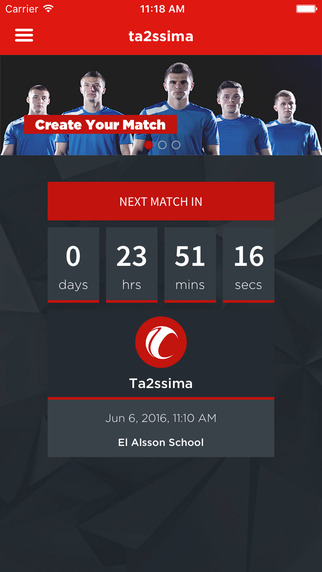 Carrier 11:18 AM
ta2ssima
Create Your Match
NEXT MATCH IN
0 23 51 16
days hrs mins secs
Ta2ssima
Jun 6, 2016, 11:10 AM
El Alsson School